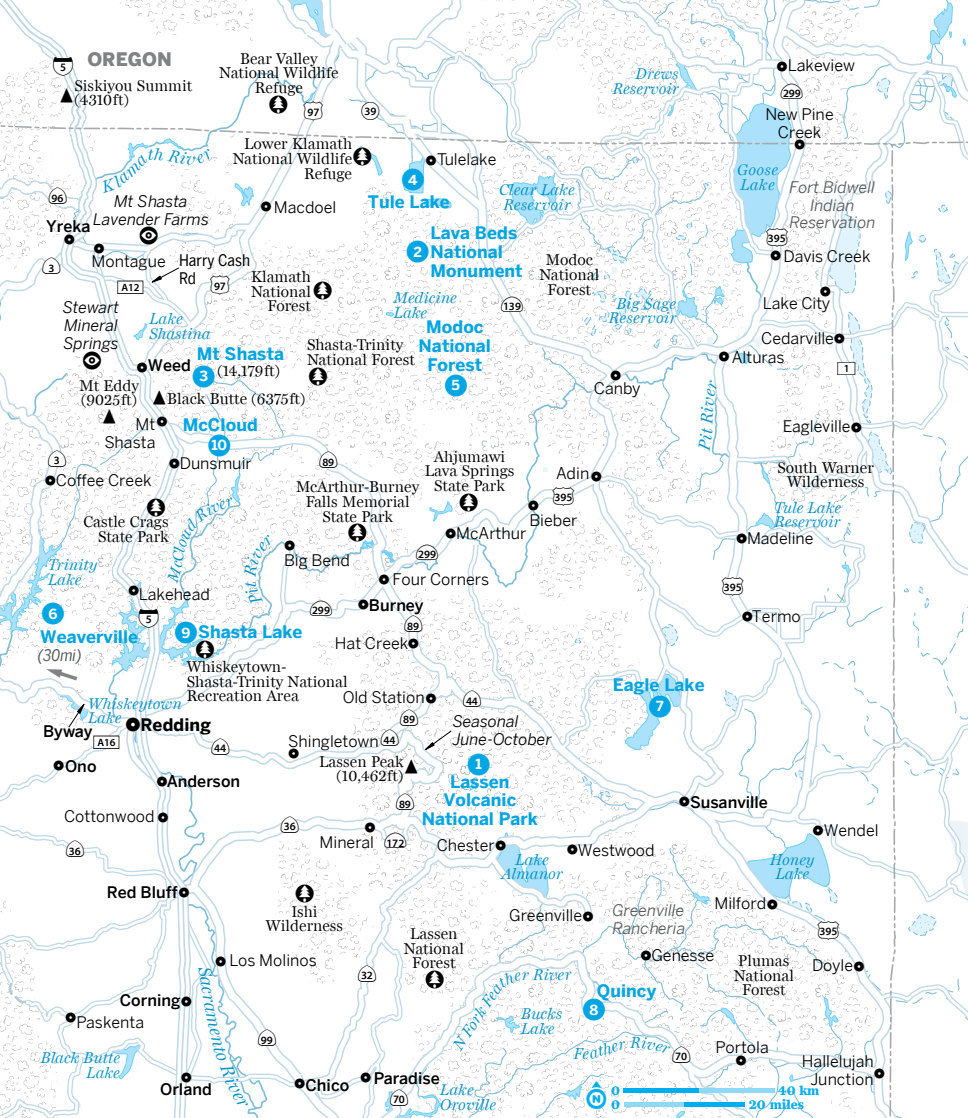 OREGON
5
Siskiyou Summit
(4310ft)
Bear Valley
National Wildlife
Refuge
97
39
Drews
Reservoir
Lakeview
299
New Pine
Creek
Klamath River
Lower Klamath
National Wildlife
Refuge
Tulelake
4
Tule Lake
Clear Lake
Reservoir
Goose
Lake
Fort Bidwell
Indian
Reservation
96
Mt Shasta
Lavender Farms
Macdoel
Yreka
Montague
3
A12
Harry Cash
Rd
97
2
Lava Beds
National
Monument
Modoc
National
Forest
395
Davis Creek
Klamath
National
Forest
Medicine
Lake
139
Big Sage
Reservoir
Lake City
Stewart
Mineral
Springs
Lake
Shastina
Modoc
National
Forest
5
Cedarville
Shasta-Trinity
National Forest
Weed
Mt Shasta
3
(14,179ft)
Alturas
1
Canby
Mt Eddy
(9025ft)
Black Butte (6375ft)
Mt
Shasta
McCloud
10
Pit River
Eagleville
3
Coffee Creek
Dunsmuir
89
Ahjumawi
Lava Springs
State Park
Adin
395
South Warner
Wilderness
McArthur-Burney
Falls Memorial
State Park
Bieber
Castle Crags
State Park
McCloud River
McArthur
Tule Lake
Reservoir
Madeline
Pit River
Big Bend
299
Trinity
Lake
Four Corners
Lakehead
395
6
Weaverville
(30mi)
5
299
Burney
89
Termo
9
Shasta Lake
Hat Creek
Whiskeytown-
Shasta-Trinity National
Recreation Area
Eagle Lake
7
Old Station
44
89
Whiskeytown
Lake
Byway
Redding
A16
44
Shingletown
44
Seasonal
June-October
Lassen Peak
(10,462ft)
1
Lassen
Volcanic
National Park
Ono
Anderson
89
Susanville
Cottonwood
36
36
Mineral
172
Chester
Westwood
Wendel
Lake
Almanor
Honey
Lake
Red Bluff
Ishi
Wilderness
Greenville
Greenville
Rancheria
Milford
395
Lassen
National
Forest
Genesse
Plumas
National
Forest
Doyle
Los Molinos
32
Sacramento River
N Fork Feather River
Quincy
8
Corning
Paskenta
Bucks
Lake
99
Feather River
70
Portola
Black Butte
Lake
Hallelujah
Junction
Orland
Chico
Paradise
70
Lake
Oroville
N
0 40 km
0 20 miles